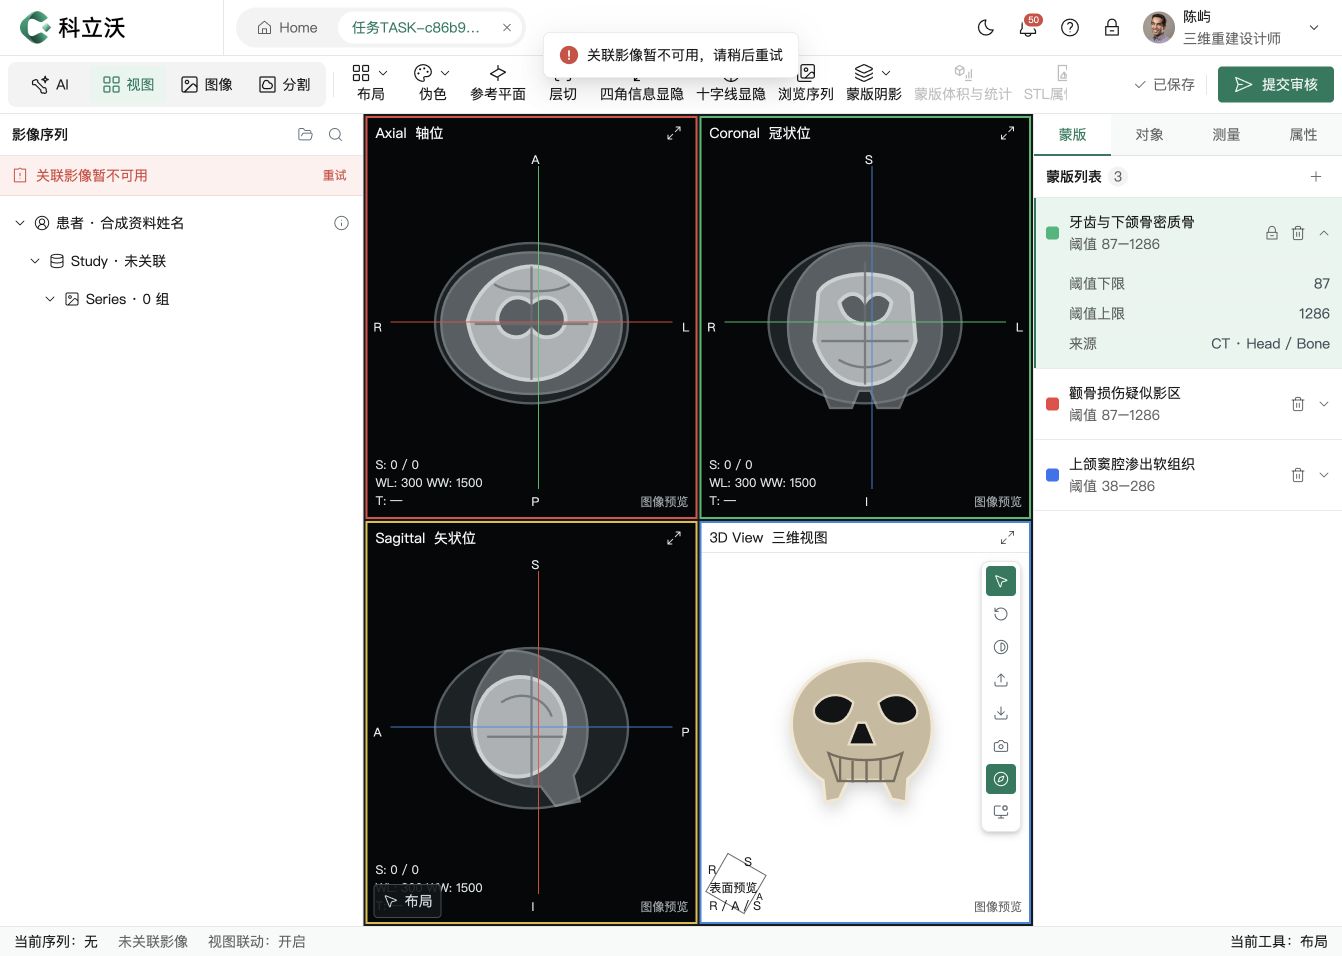 科立沃
Home
任务TASK-c86b9...
关联影像暂不可用，请稍后重试
50
陈屿
三维重建设计师
AI
视图
图像
分割
布局
伪色
参考平面
层切
四角信息显隐
十字线显隐
浏览序列
蒙版阴影
蒙版体积与统计
STL属
已保存
提交审核
影像序列
关联影像暂不可用
重试
患者 · 合成资料姓名
Study · 未关联
Series · 0 组
Axial 轴位
A
R
L
S: 0 / 0
WL: 300 WW: 1500
T: —
P
图像预览
Coronal 冠状位
S
R
L
S: 0 / 0
WL: 300 WW: 1500
T: —
I
图像预览
Sagittal 矢状位
S
A
P
S: 0 / 0
WL: 300 WW: 1500
布局
I
图像预览
3D View 三维视图
R
S
表面预览
A
R / A / S
图像预览
蒙版
对象
测量
属性
蒙版列表 3
牙齿与下颌骨密质骨
阈值 87—1286
阈值下限 87
阈值上限 1286
来源 CT · Head / Bone
颧骨损伤疑似影区
阈值 87—1286
上颌窦腔渗出软组织
阈值 38—286
当前序列：无
未关联影像
视图联动：开启
当前工具：布局